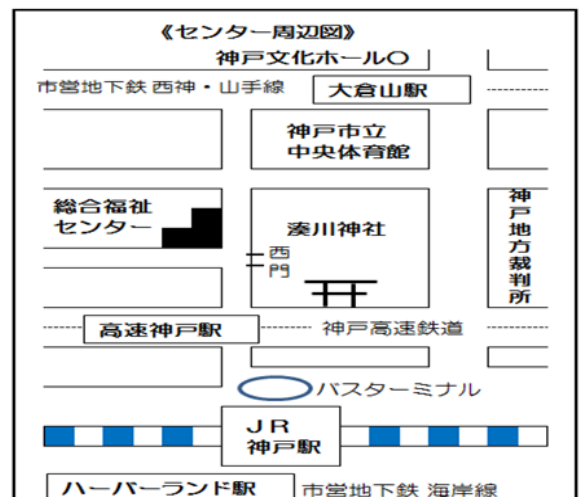 《センター周辺図》
神戸文化ホール〇
市営地下鉄 西神・山手線
大倉山駅
神戸市立
中央体育館
総合福祉
センター
湊川神社
西門
神戸地方裁判所
高速神戸駅
神戸高速鉄道
バスターミナル
JR
神戸駅
ハーバーランド駅
市営地下鉄 海岸線